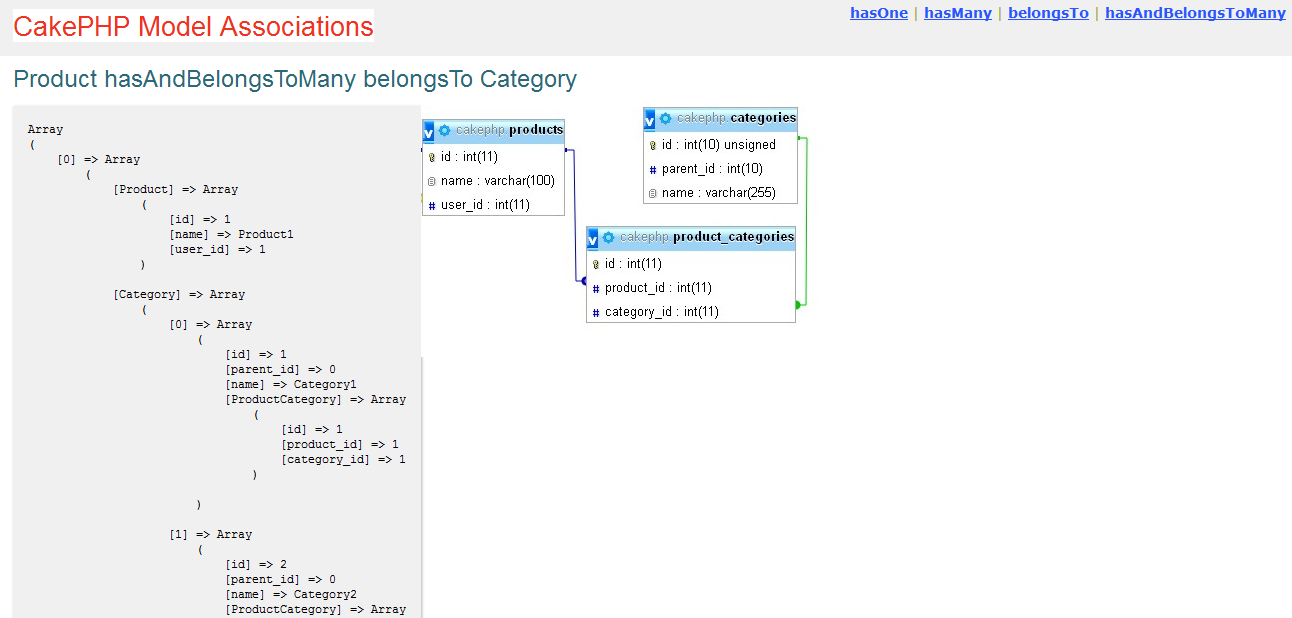 CakePHP Model Associations
hasOne | hasMany | belongsTo | hasAndBelongsToMany
Product hasAndBelongsToMany belongsTo Category
Array
(
[0] => Array
(
[Product] => Array
(
[id] => 1
[name] => Product1
[user_id] => 1
)
[Category] => Array
(
[0] => Array
(
[id] => 1
[parent_id] => 0
[name] => Category1
[ProductCategory] => Array
(
[id] => 1
[product_id] => 1
[category_id] => 1
)
)
[1] => Array
(
[id] => 2
[parent_id] => 0
[name] => Category2
[ProductCategory] => Array
v cakephp products
id : int(11)
name : varchar(100)
# user_id : int(11)
v cakephp categories
id : int(10) unsigned
# parent_id : int(10)
name : varchar(255)
v cakephp product_categories
id : int(11)
# product_id : int(11)
# category_id : int(11)